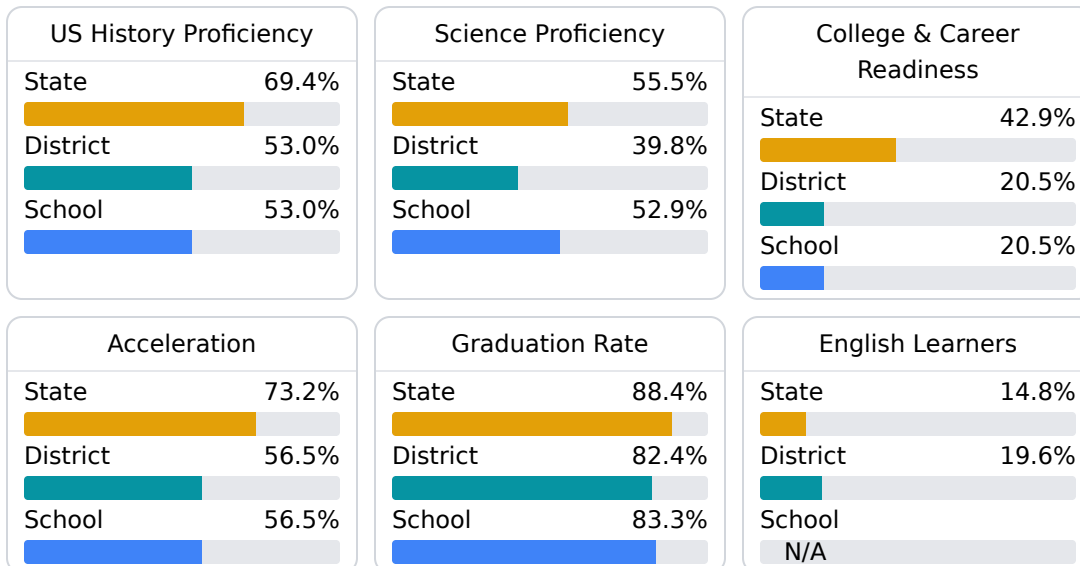 US History Proficiency
State 69.4%
District 53.0%
School 53.0%
Science Proficiency
State 55.5%
District 39.8%
School 52.9%
College & Career
Readiness
State 42.9%
District 20.5%
School 20.5%
Acceleration
State 73.2%
District 56.5%
School 56.5%
Graduation Rate
State 88.4%
District 82.4%
School 83.3%
English Learners
State 14.8%
District 19.6%
School
N/A